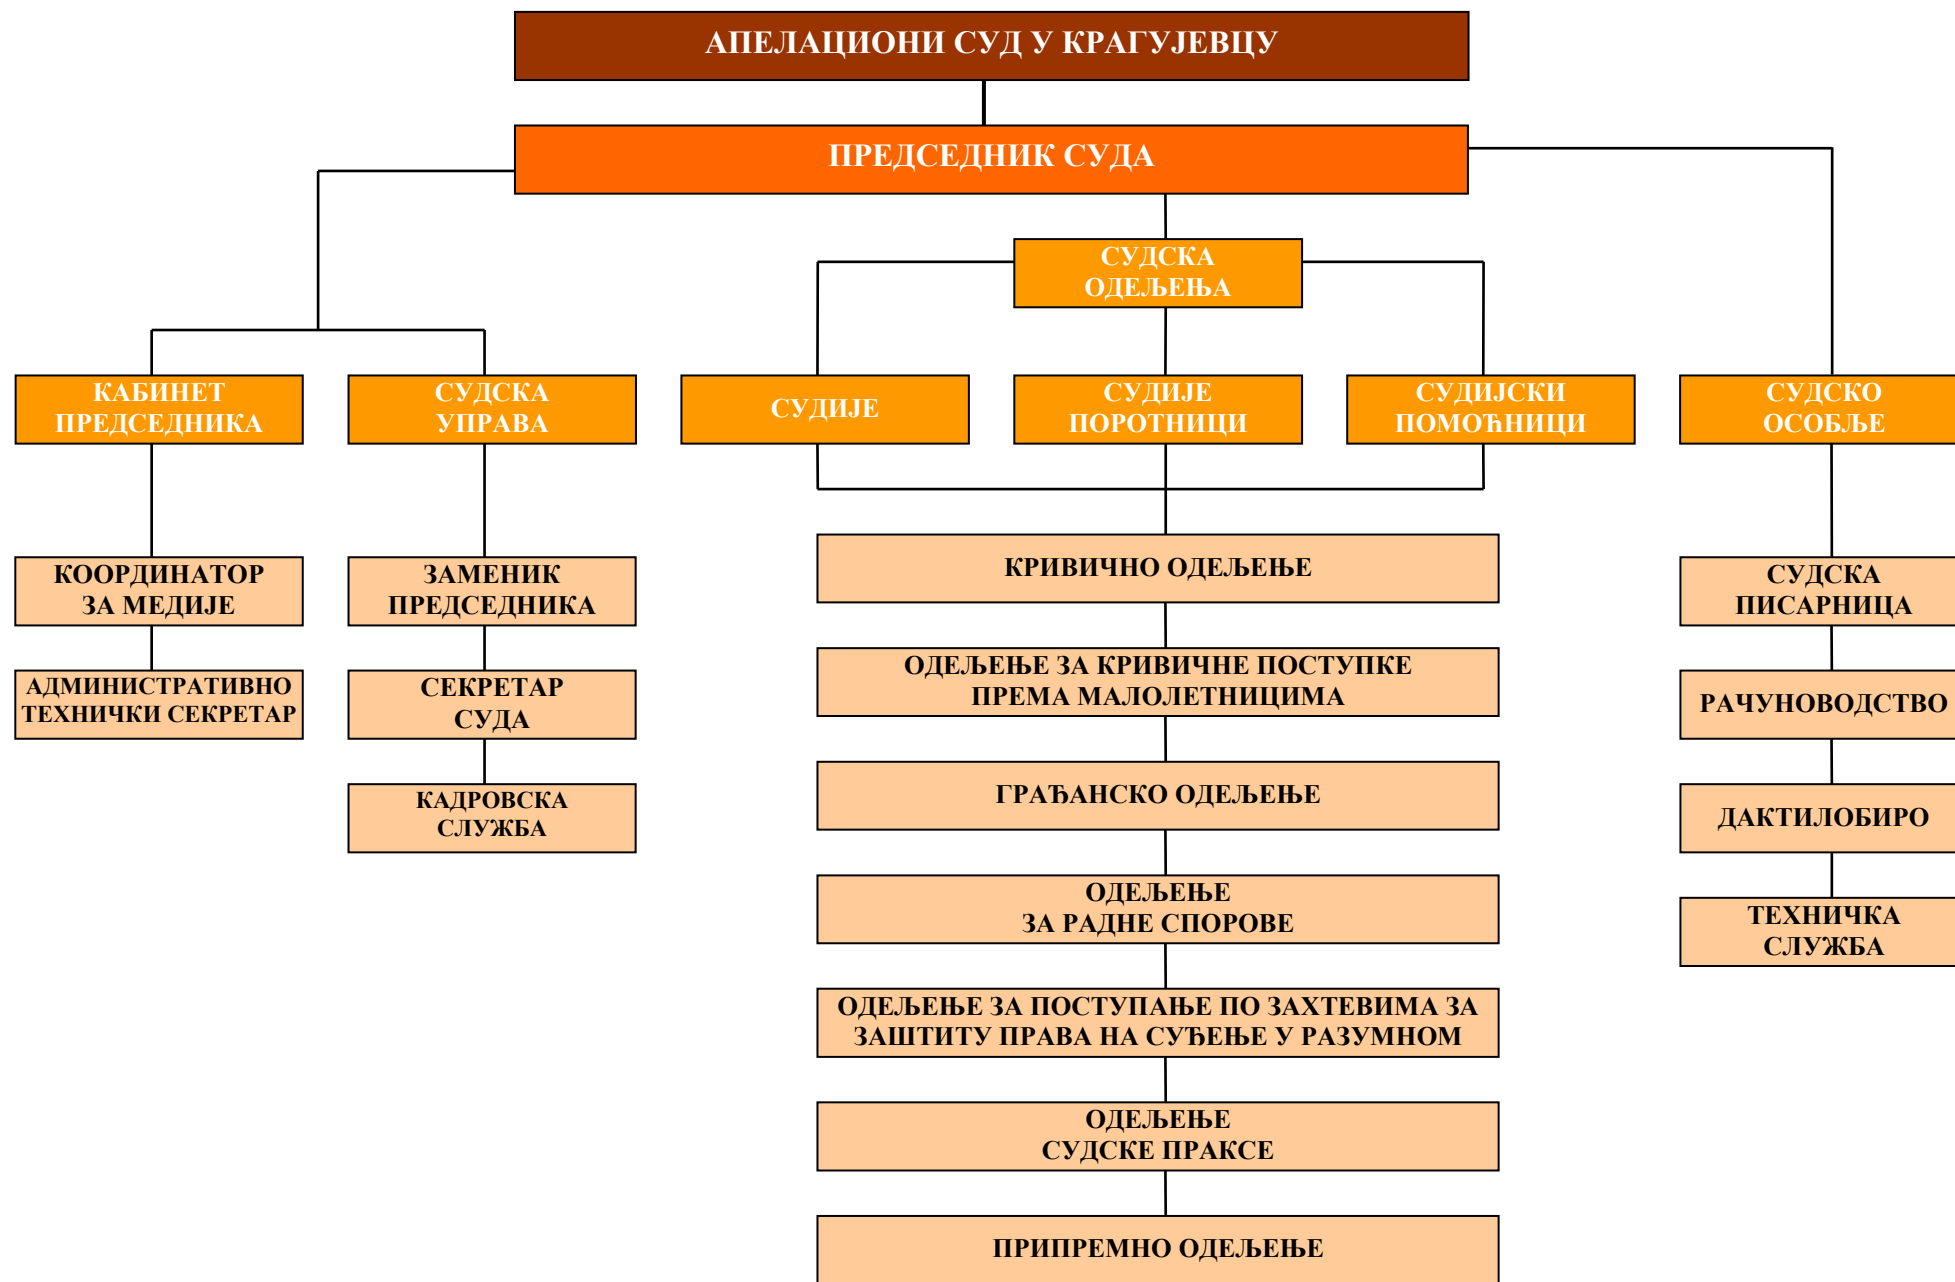 АПЕЛАЦИОНИ СУД У КРАГУЈЕВЦУ
ПРЕДСЕДНИК СУДА
СУДСКА
ОДЕЉЕЊА
КАБИНЕТ
ПРЕДСЕДНИКА
СУДСКА
УПРАВА
СУДИЈЕ
СУДИЈЕ
ПОРОТНИЦИ
СУДИЈСКИ
ПОМОЋНИЦИ
СУДСКО
ОСОБЉЕ
КООРДИНАТОР
ЗА МЕДИЈЕ
АДМИНИСТРАТИВНО
ТЕХНИЧКИ СЕКРЕТАР
ЗАМЕНИК
ПРЕДСЕДНИКА
СЕКРЕТАР
СУДА
КАДРОВСКА
СЛУЖБА
КРИВИЧНО ОДЕЉЕЊЕ
ОДЕЉЕЊЕ ЗА КРИВИЧНЕ ПОСТУПКЕ
ПРЕМА МАЛОЛЕТНИЦИМА
ГРАЂАНСКО ОДЕЉЕЊЕ
ОДЕЉЕЊЕ
ЗА РАДНЕ СПОРОВЕ
ОДЕЉЕЊЕ ЗА ПОСТУПАЊЕ ПО ЗАХТЕВИМА ЗА
ЗАШТИТУ ПРАВА НА СУЂЕЊЕ У РАЗУМНОМ
ОДЕЉЕЊЕ
СУДСКЕ ПРАКСЕ
ПРИПРЕМНО ОДЕЉЕЊЕ
СУДСКА
ПИСАРНИЦА
РАЧУНОВОДСТВО
ДАКТИЛОБИРО
ТЕХНИЧКА
СЛУЖБА